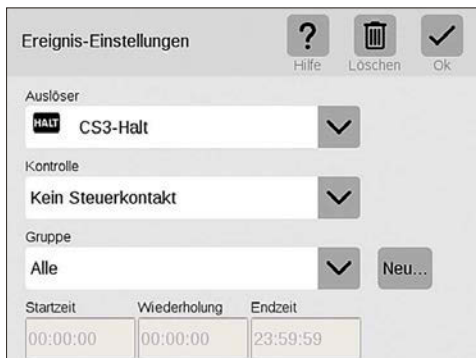 Ereignis-Einstellungen
?
Hilfe Löschen Ok
Auslöser
HALT CS3-Halt
Kontrolle
Kein Steuerkontakt
Gruppe
Alle Neu...
Startzeit Wiederholung Endzeit
00:00:00 00:00:00 23:59:59